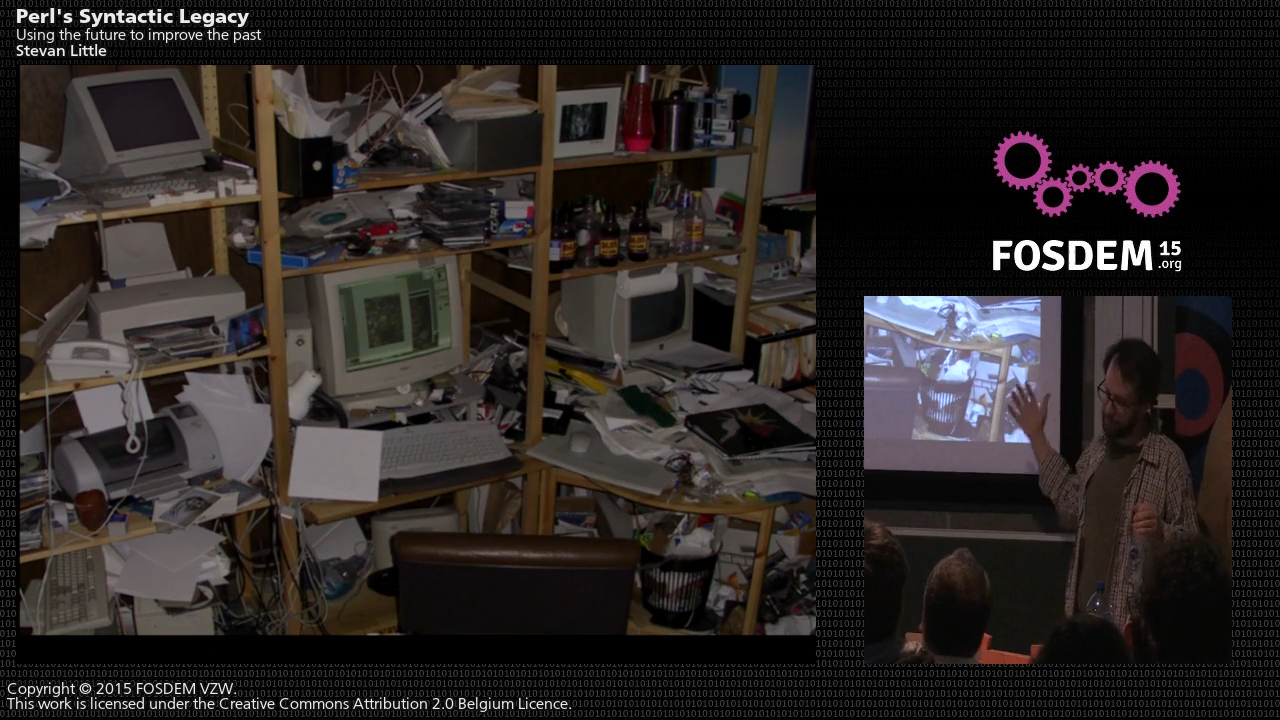 Perl's Syntactic Legacy
Using the future to improve the past
Stevan Little
FOSDEM 15
.org
Copyright © 2015 FOSDEM VZW.
This work is licensed under the Creative Commons Attribution 2.0 Belgium Licence.